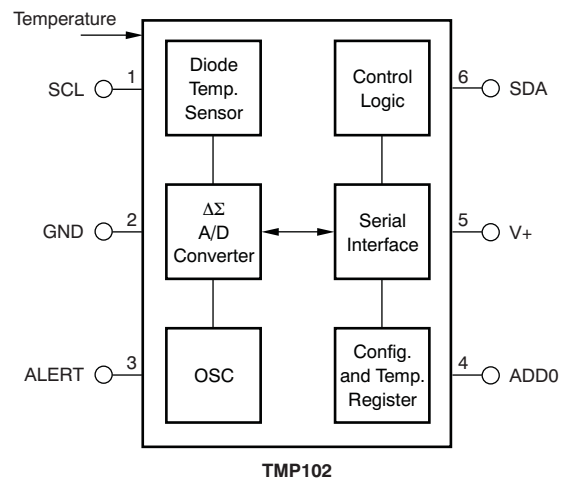 Temperature
SCL
1
Diode
Temp.
Sensor
Control
Logic
6
SDA
GND
2
ΔΣ
A/D
Converter
Serial
Interface
5
V+
ALERT
3
OSC
Config.
and Temp.
Register
4
ADD0
TMP102